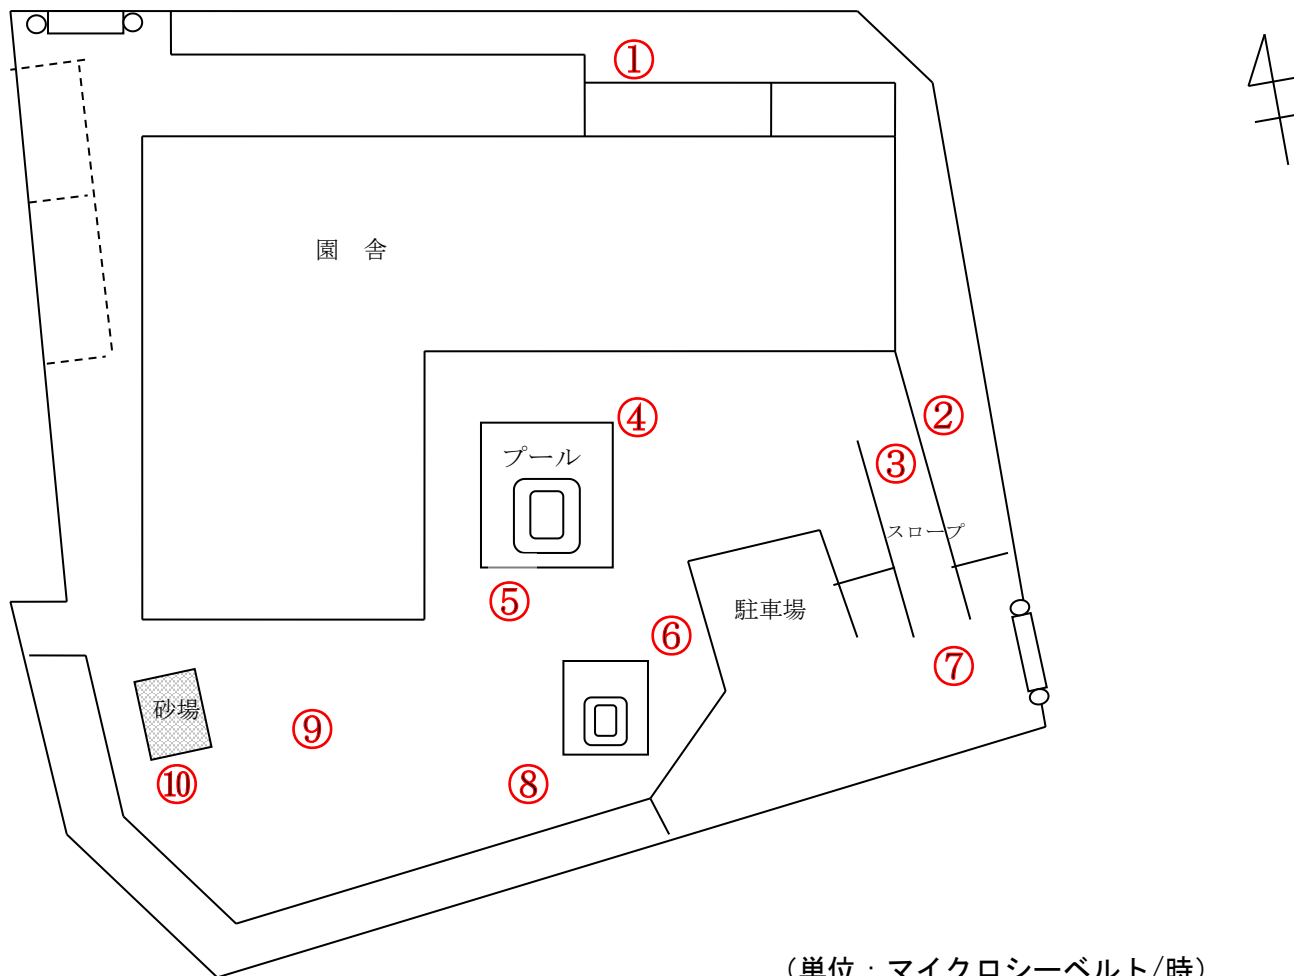 ①
園　舎
②
④
プール
③
スロープ
⑤
駐車場
⑥
⑦
砂場
⑨
⑩
⑧
（単位：マイクロシーベルト/時）